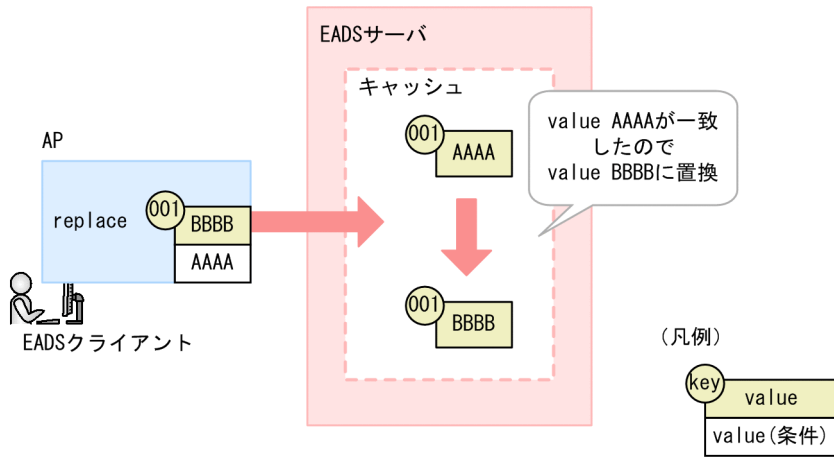 EADSサーバ
キャッシュ
001
AAAA
value AAAAが一致
したので
value BBBBに置換
AP
replace
001
BBBB
AAAA
001
BBBB
EADSクライアント
(凡例)
key
value
value(条件)